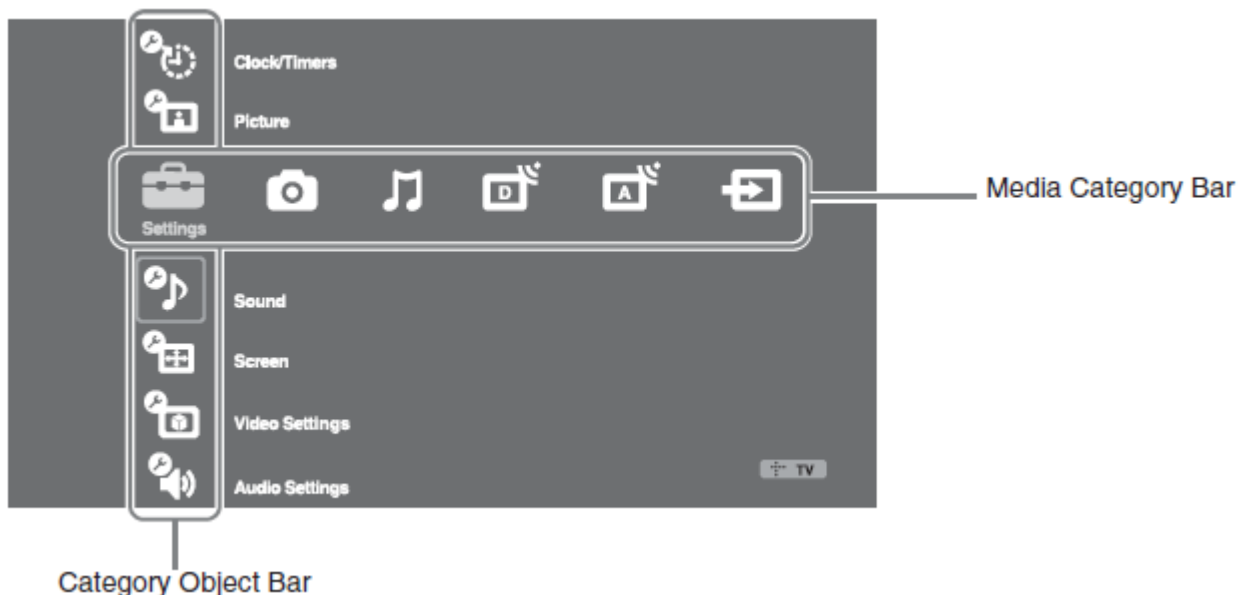 Clock/Timers
Picture
D
A
Media Category Bar
Settings
Sound
Screen
Video Settings
TV
Audio Settings
Category Object Bar